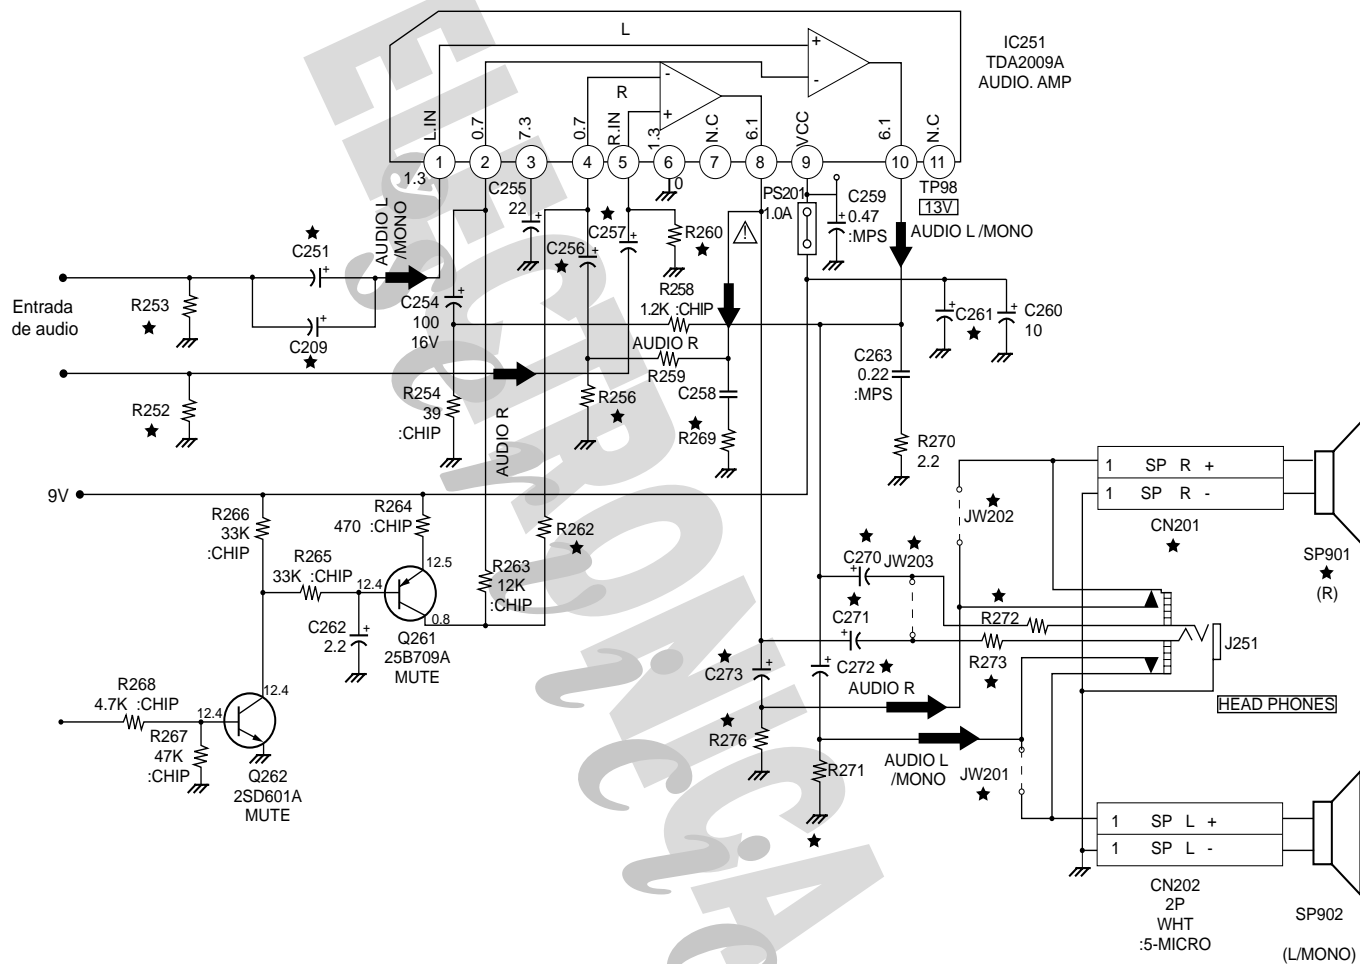 L
IC251
TDA2009A
AUDIO. AMP
+
-
-
R
+
L.IN
0.7
7.3
0.7
R.IN
1.3
N.C
6.1
VCC
6.1
N.C
1
2
3
4
5
6
7
8
9
10
11
1.3
0
C255
22
+
PS201
1.0A
C259
0.47
:MPS
+
TP98
13V
AUDIO L
/MONO
★
C251
+
★
C257
+
C256
+
★
R260
★
⚠
AUDIO L /MONO
Entrada
de audio
R253
★
+
C209
★
C254
100
16V
+
R258
1.2K :CHIP
+
C261
★
+
C260
10
AUDIO R
R259
C263
0.22
:MPS
R252
★
R254
39
:CHIP
AUDIO R
R256
★
C258
★
R269
R270
2.2
1 SP R +
1 SP R -
CN201
★
SP901
★
(R)
9V
R266
33K
:CHIP
R264
470 :CHIP
R262
★
★
JW202
R265
33K :CHIP
12.5
12.4
0.8
R263
12K
:CHIP
★
C270
+
★
JW203
★
C271
+
★
R272
C262
2.2
+
Q261
25B709A
MUTE
R273
★
J251
★
C273
+
+
C272
★
AUDIO R
HEAD PHONES
R268
4.7K :CHIP
12.4
12.4
R267
47K
:CHIP
Q262
2SD601A
MUTE
★
R276
R271
★
AUDIO L
/MONO
JW201
★
1 SP L +
1 SP L -
CN202
2P
WHT
:5-MICRO
SP902
(L/MONO)
ELECTRONICA